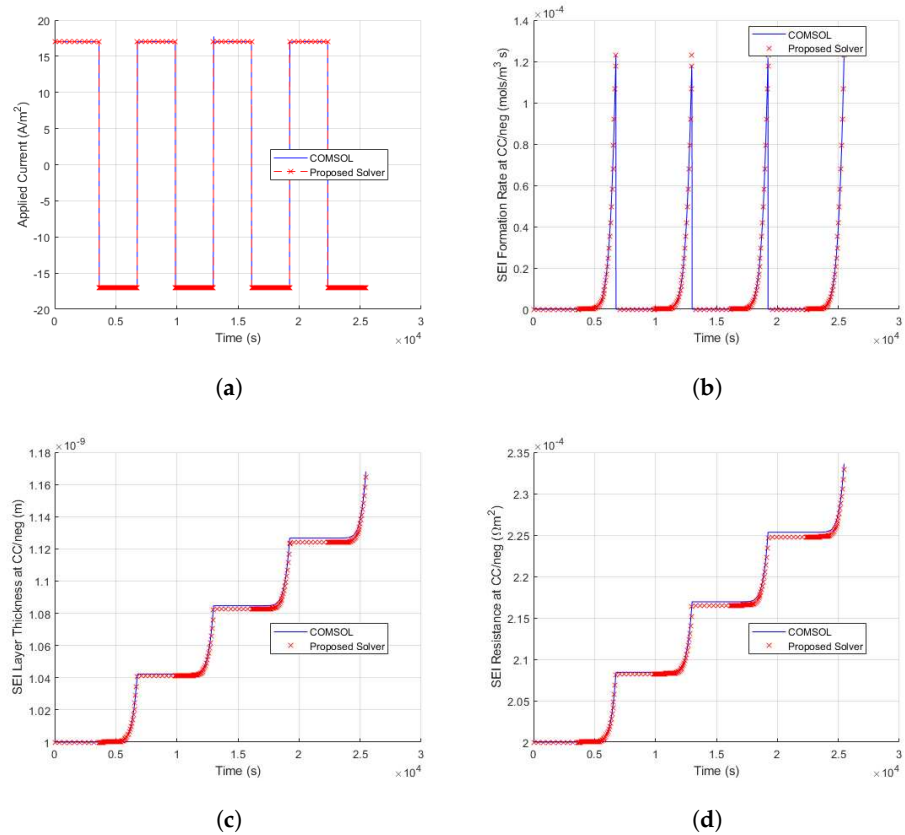 20
15
10
5
0
-5
-10
-15
-20
Applied Current (A/m²)
COMSOL
Proposed Solver
0 0.5 1 1.5 2 2.5 3
Time (s)
×10⁴
(a)
×10⁻⁴
1.4
1.2
1
0.8
0.6
0.4
0.2
0
SEI Formation Rate at CC/neg (mols/m³ s)
COMSOL
Proposed Solver
0 0.5 1 1.5 2 2.5 3
Time (s)
×10⁴
(b)
×10⁻⁹
1.18
1.16
1.14
1.12
1.1
1.08
1.06
1.04
1.02
1
SEI Layer Thickness at CC/neg (m)
COMSOL
Proposed Solver
0 0.5 1 1.5 2 2.5 3
Time (s)
×10⁴
(c)
×10⁻⁴
2.35
2.3
2.25
2.2
2.15
2.1
2.05
2
SEI Resistance at CC/neg (Ωm²)
COMSOL
Proposed Solver
0 0.5 1 1.5 2 2.5 3
Time (s)
×10⁴
(d)